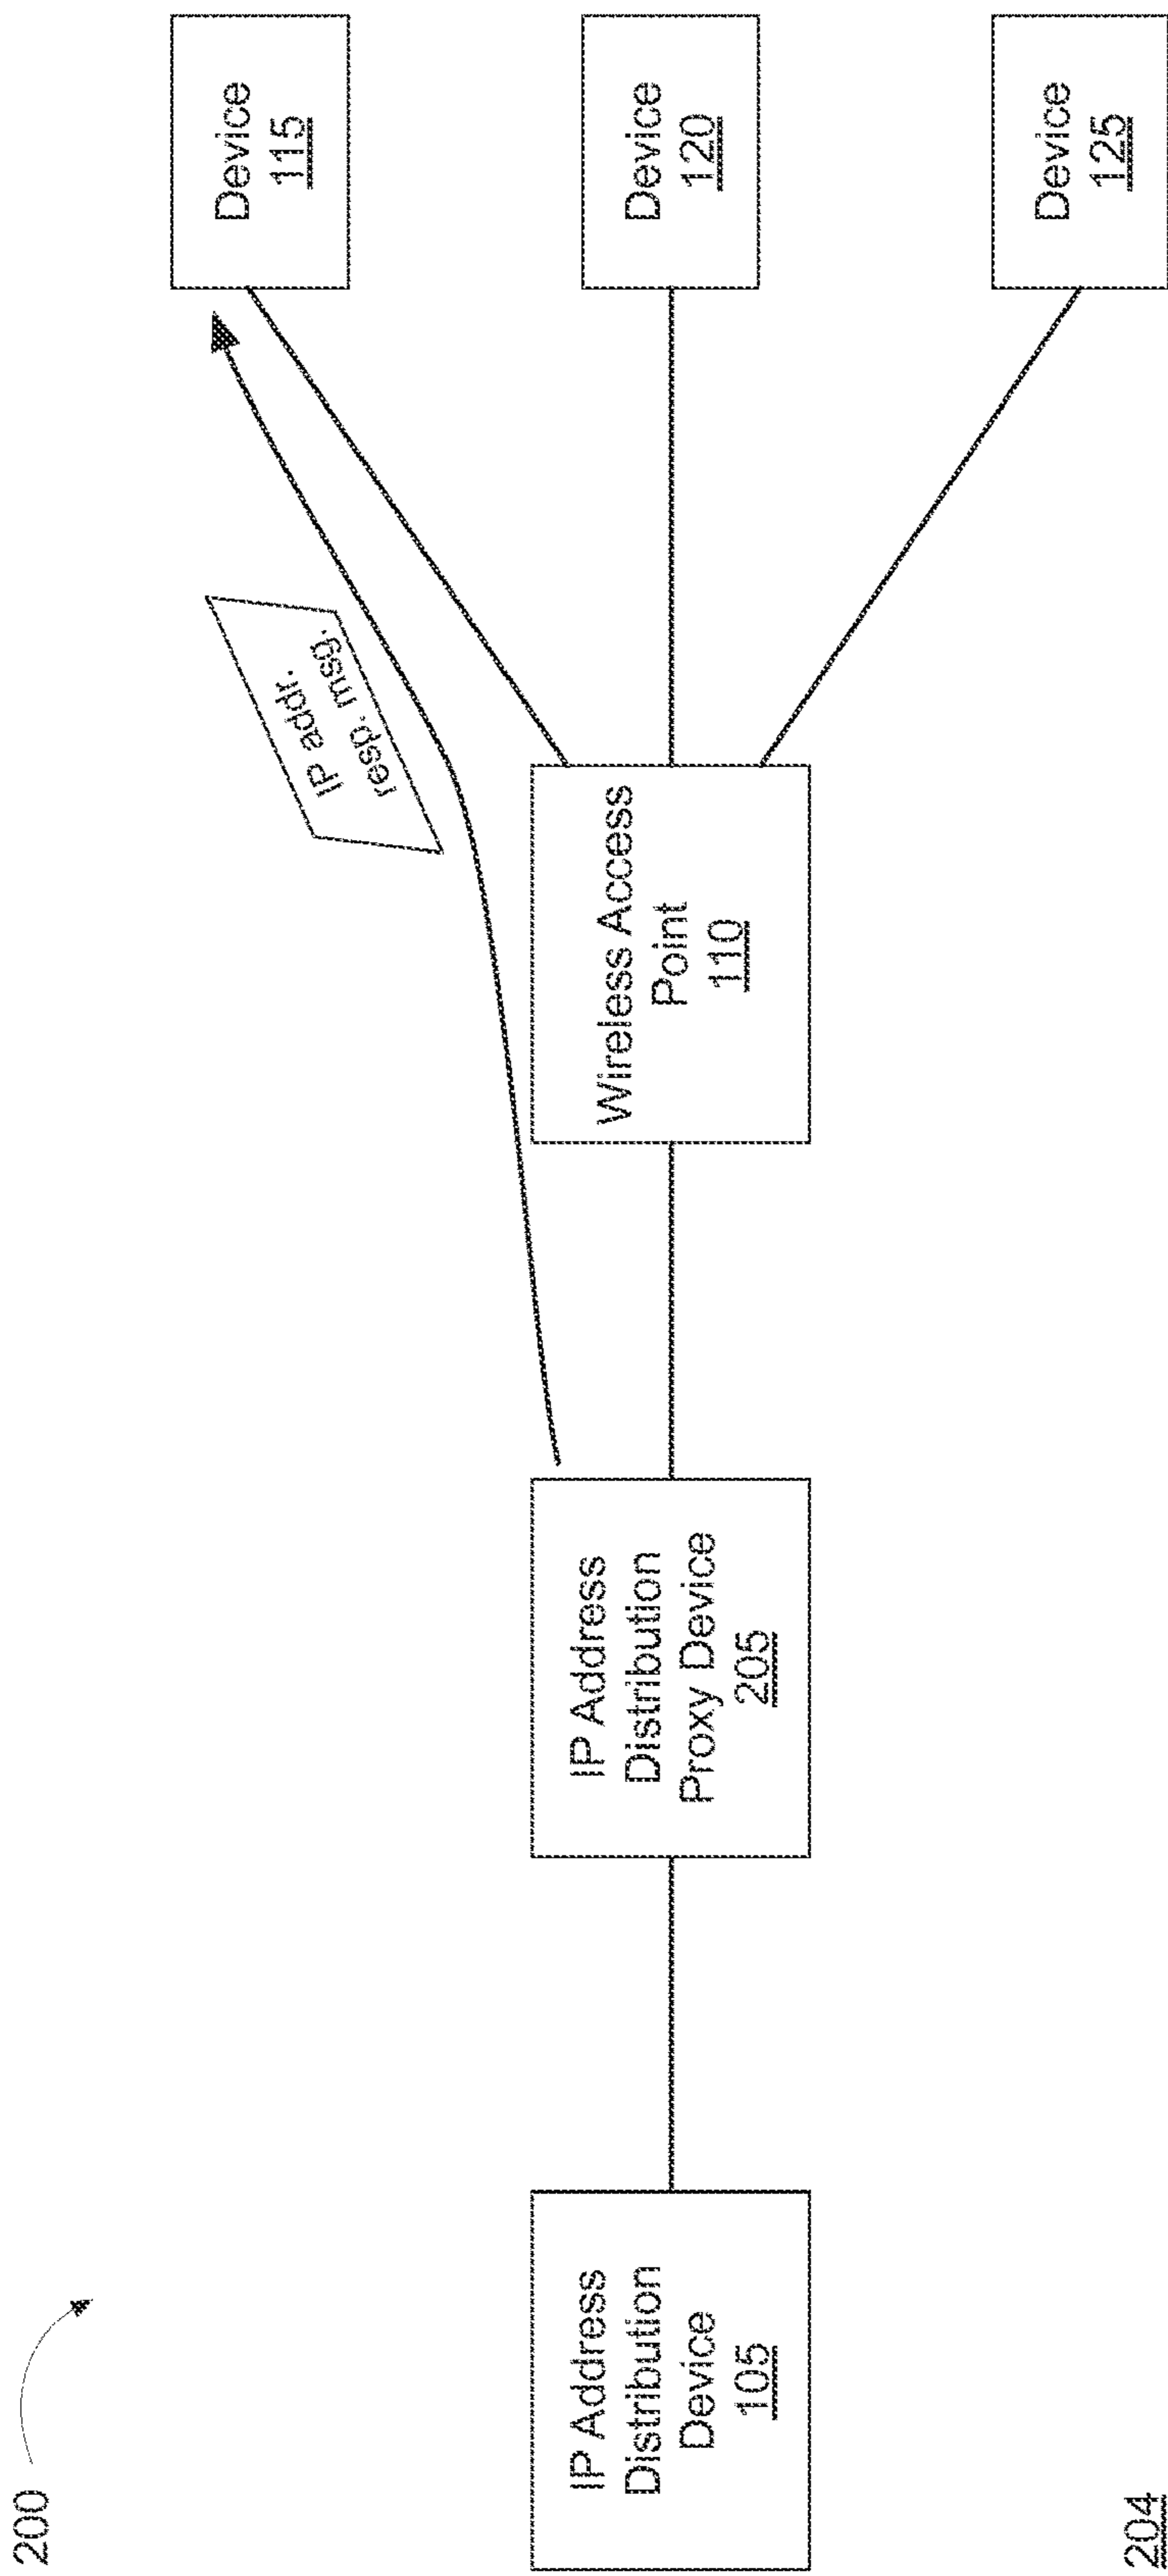 200
IP Address
Distribution
Device
105
IP Address
Distribution
Proxy Device
205
IP addr.
resp. msg.
Wireless Access
Point
110
Device
115
Device
120
Device
125
204